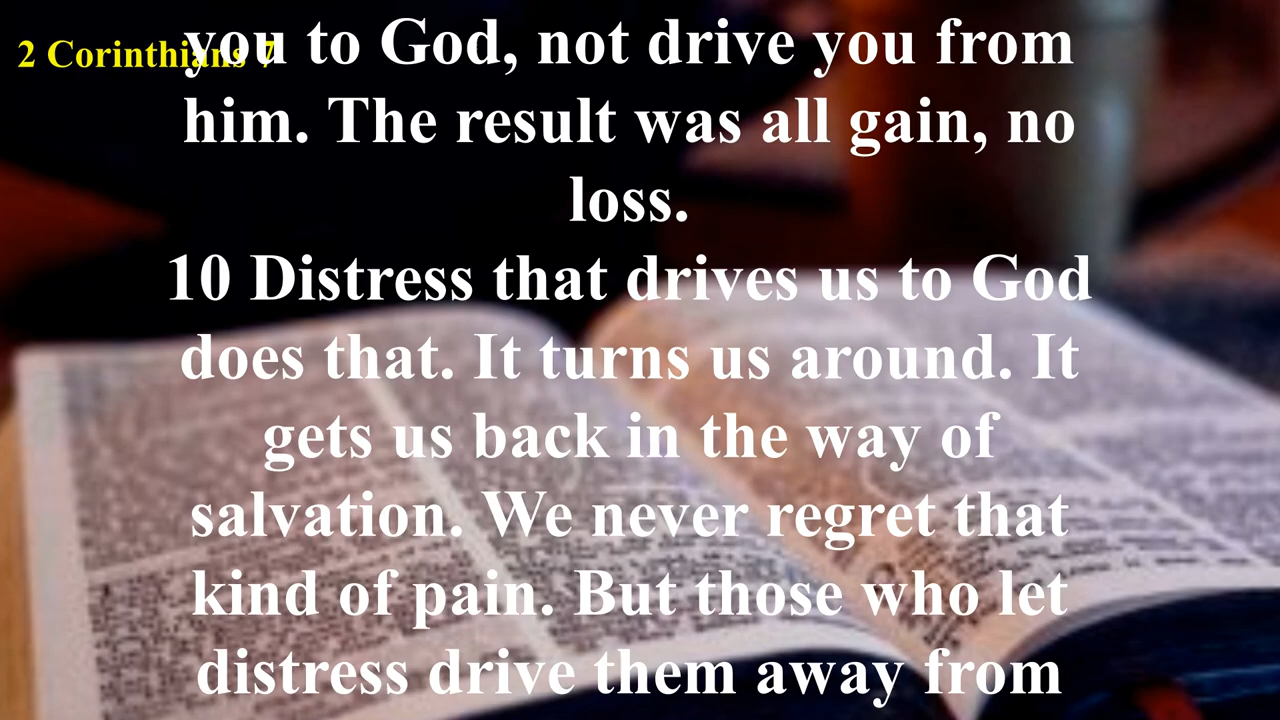 2 Corinthians 7
you to God, not drive you from
him. The result was all gain, no
loss.
10 Distress that drives us to God
does that. It turns us around. It
gets us back in the way of
salvation. We never regret that
kind of pain. But those who let
distress drive them away from